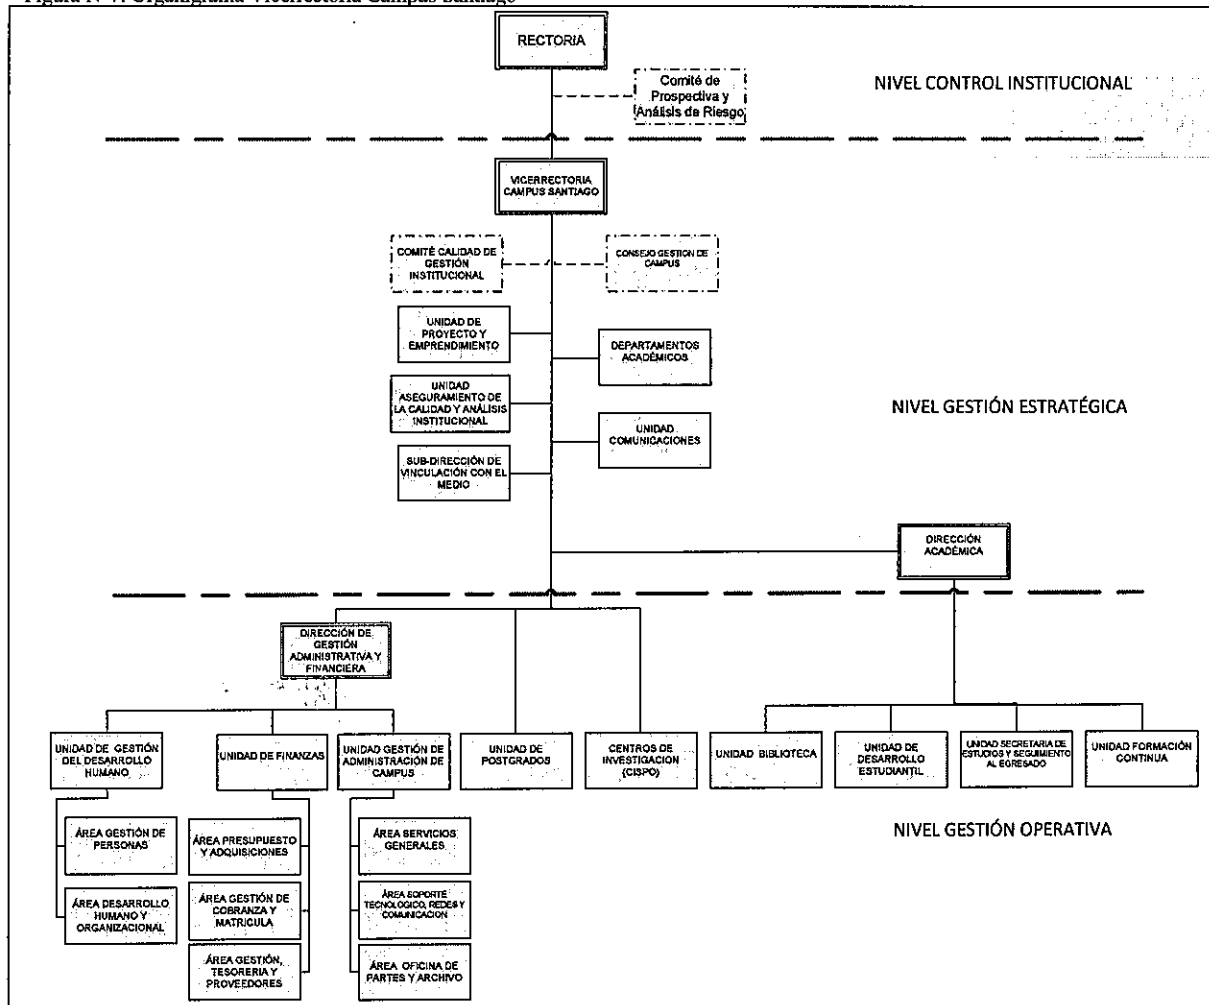 Figura N°7: Organigrama Vicerrectoría Campus Santiago
RECTORIA
Comité de
Prospectiva y
Análisis de Riesgo
NIVEL CONTROL INSTITUCIONAL
VICERRECTORIA
CAMPUS SANTIAGO
COMITÉ CALIDAD DE
GESTIÓN
INSTITUCIONAL
CONSEJO GESTION DE
CAMPUS
UNIDAD DE
PROYECTO Y
EMPRENDIMIENTO
DEPARTAMENTOS
ACADÉMICOS
UNIDAD
ASEGURAMIENTO DE
LA CALIDAD Y ANÁLISIS
INSTITUCIONAL
NIVEL GESTIÓN ESTRATÉGICA
UNIDAD
COMUNICACIONES
SUB-DIRECCIÓN DE
VINCULACIÓN CON EL
MEDIO
DIRECCIÓN
ACADÉMICA
DIRECCIÓN DE
GESTIÓN
ADMINISTRATIVA Y
FINANCIERA
UNIDAD DE GESTIÓN
DEL DESARROLLO
HUMANO
UNIDAD DE FINANZAS
UNIDAD GESTIÓN DE
ADMINISTRACIÓN DE
CAMPUS
UNIDAD DE
POSTGRADOS
CENTROS DE
INVESTIGACION
(CISPO)
UNIDAD BIBLIOTECA
UNIDAD DE
DESARROLLO
ESTUDIANTIL
UNIDAD SECRETARIA DE
ESTUDIOS Y SEGUIMIENTO
AL EGRESADO
UNIDAD FORMACIÓN
CONTINUA
ÁREA GESTIÓN DE
PERSONAS
ÁREA PRESUPUESTO
Y ADQUISICIONES
ÁREA SERVICIOS
GENERALES
NIVEL GESTIÓN OPERATIVA
ÁREA DESARROLLO
HUMANO Y
ORGANIZACIONAL
ÁREA GESTIÓN DE
COBRANZA Y
MATRICULA
ÁREA SOPORTE
TECNOLOGICO, REDES Y
COMUNICACION
ÁREA GESTIÓN,
TESORERIA Y
PROVEEDORES
ÁREA OFICINA DE
PARTES Y ARCHIVO